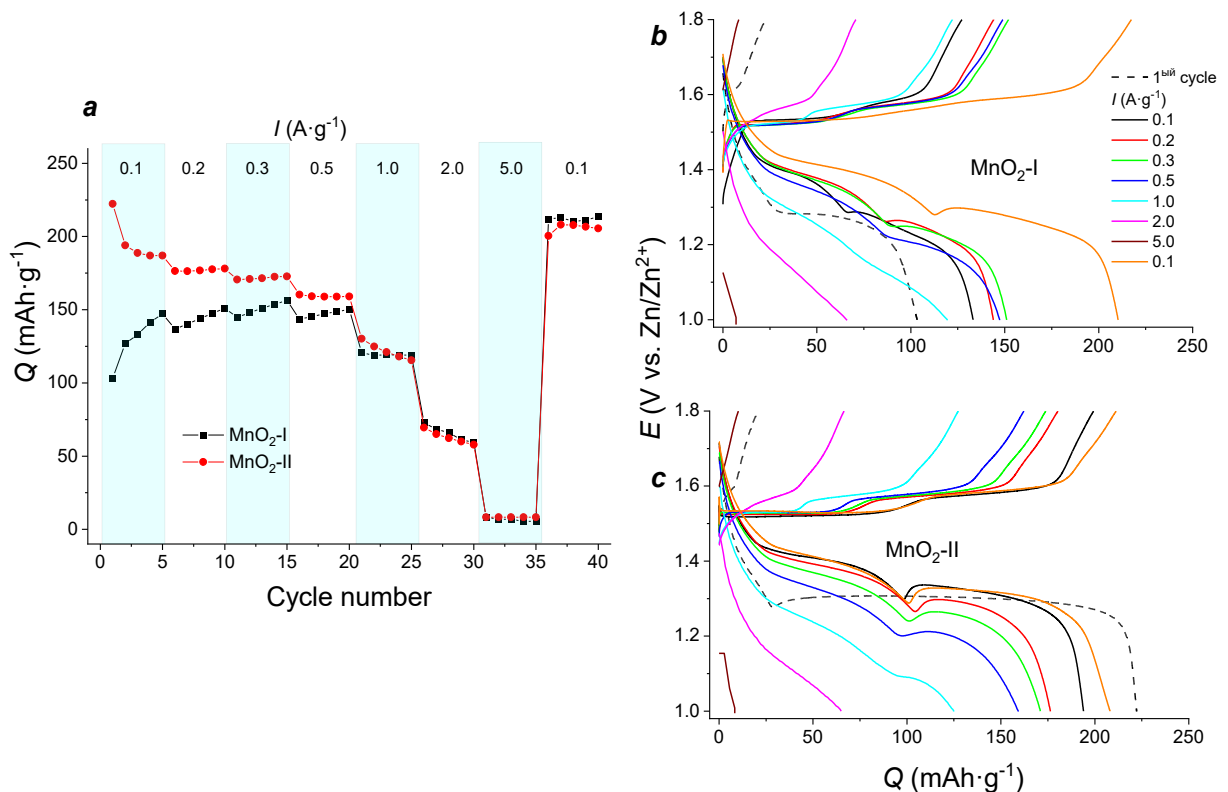 a
I (A·g⁻¹)
0.1 0.2 0.3 0.5 1.0 2.0 5.0 0.1
250
200
150
100
50
0
Q (mAh·g⁻¹)
MnO₂-I
MnO₂-II
0 5 10 15 20 25 30 35 40
Cycle number
E (V vs. Zn/Zn²⁺)
b
1.8
1.6
1.4
1.2
1.0
MnO₂-I
0 50 100 150 200 250
1ый cycle
I (A·g⁻¹)
0.1
0.2
0.3
0.5
1.0
2.0
5.0
0.1
c
1.8
1.6
1.4
1.2
1.0
MnO₂-II
0 50 100 150 200 250
Q (mAh·g⁻¹)